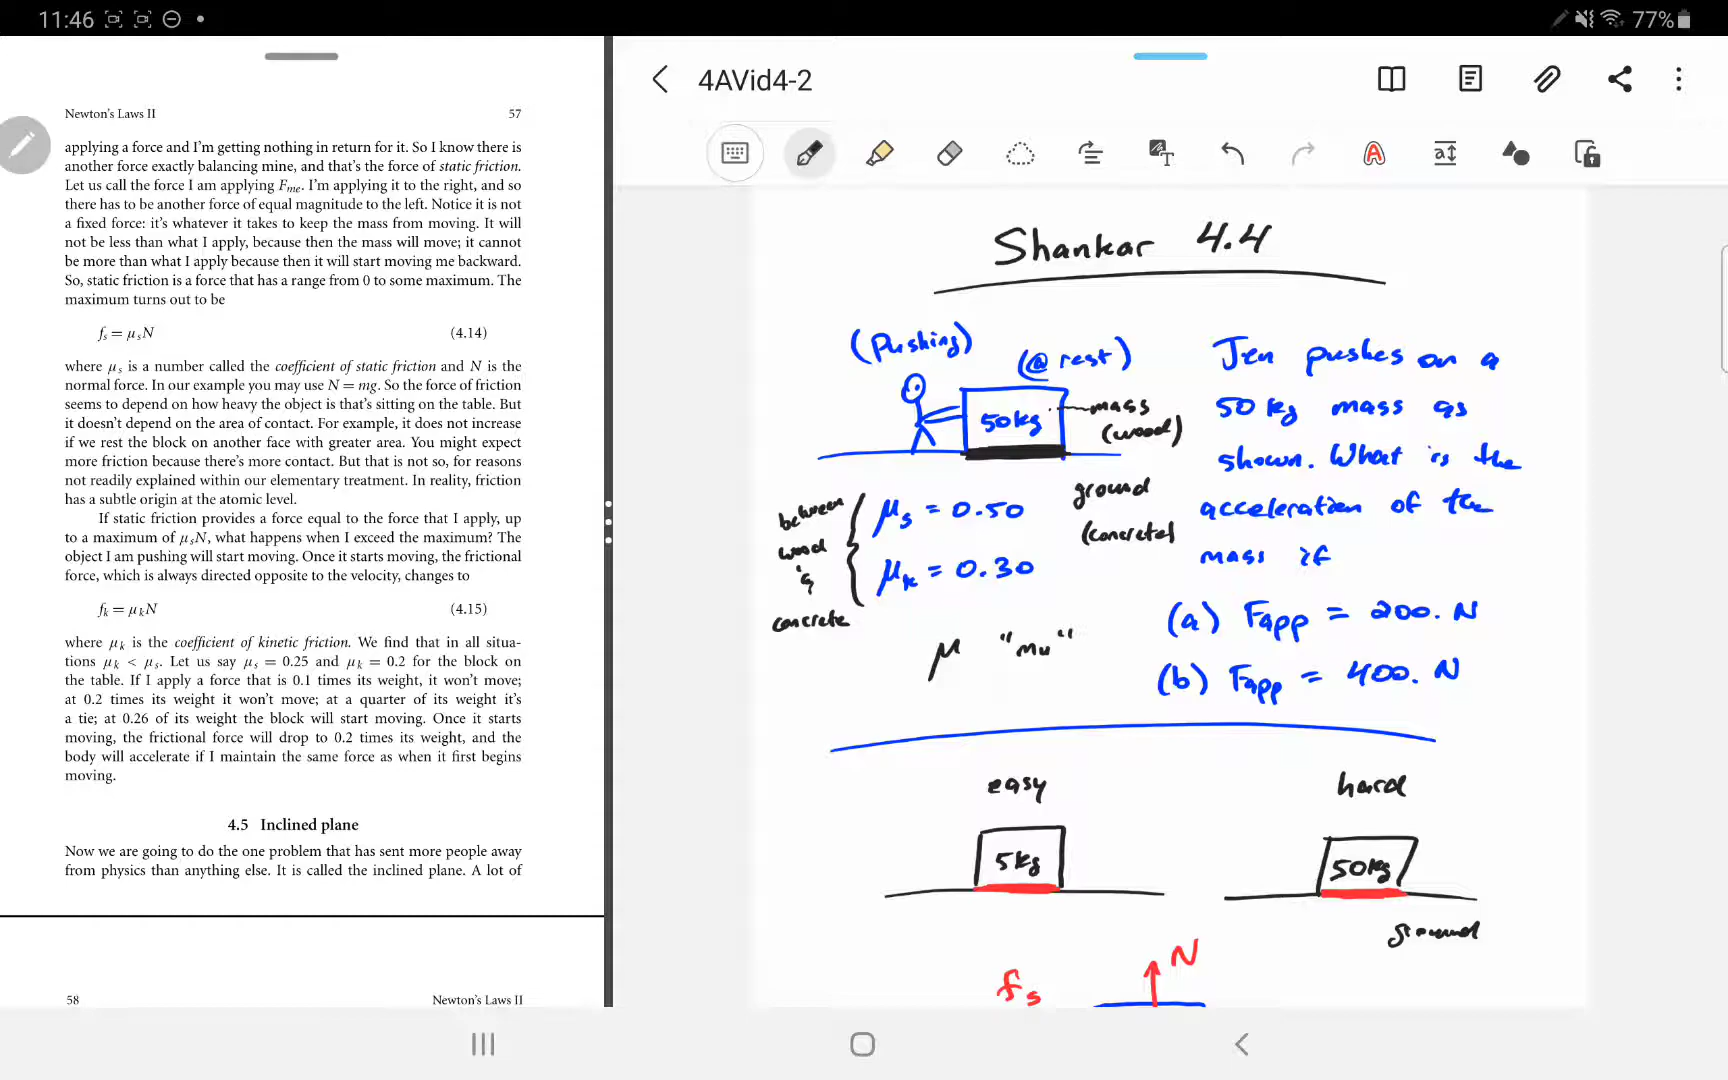 11:46
77%
Newton's Laws II 57
applying a force and I'm getting nothing in return for it. So I know there is
another force exactly balancing mine, and that's the force of static friction.
Let us call the force I am applying Fme. I'm applying it to the right, and so
there has to be another force of equal magnitude to the left. Notice it is not
a fixed force: it's whatever it takes to keep the mass from moving. It will
not be less than what I apply, because then the mass will move; it cannot
be more than what I apply because then it will start moving me backward.
So, static friction is a force that has a range from 0 to some maximum. The
maximum turns out to be
fs = μsN (4.14)
where μs is a number called the coefficient of static friction and N is the
normal force. In our example you may use N = mg. So the force of friction
seems to depend on how heavy the object is that's sitting on the table. But
it doesn't depend on the area of contact. For example, it does not increase
if we rest the block on another face with greater area. You might expect
more friction because there's more contact. But that is not so, for reasons
not readily explained within our elementary treatment. In reality, friction
has a subtle origin at the atomic level.
If static friction provides a force equal to the force that I apply, up
to a maximum of μsN, what happens when I exceed the maximum? The
object I am pushing will start moving. Once it starts moving, the frictional
force, which is always directed opposite to the velocity, changes to
fk = μkN (4.15)
where μk is the coefficient of kinetic friction. We find that in all situa-
tions μk < μs. Let us say μs = 0.25 and μk = 0.2 for the block on
the table. If I apply a force that is 0.1 times its weight, it won't move;
at 0.2 times its weight it won't move; at a quarter of its weight it's
a tie; at 0.26 of its weight the block will start moving. Once it starts
moving, the frictional force will drop to 0.2 times its weight, and the
body will accelerate if I maintain the same force as when it first begins
moving.
4.5 Inclined plane
Now we are going to do the one problem that has sent more people away
from physics than anything else. It is called the inclined plane. A lot of
58 Newton's Laws II
4AVid4-2
Shankar 4.4
(Pushing)
(@ rest)
50kg
mass
(wood)
ground
(concrete)
between
wood
&
concrete
μs = 0.50
μk = 0.30
μ "mu"
Jen pushes on a
50 kg mass as
shown. What is the
acceleration of the
mass if
(a) Fapp = 200. N
(b) Fapp = 400. N
easy
hard
5kg
50kg
ground
fs
N